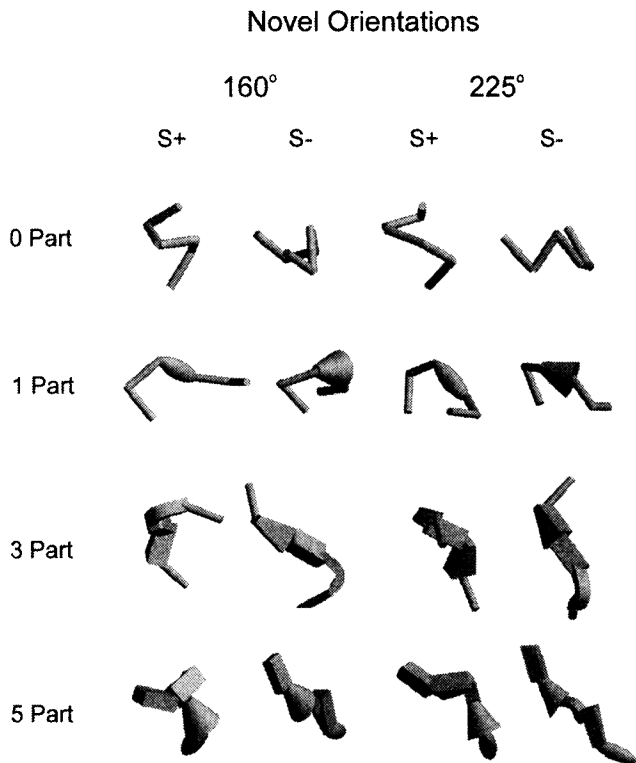 Novel Orientations
160° 225°
S+ S- S+ S-
0 Part
1 Part
3 Part
5 Part